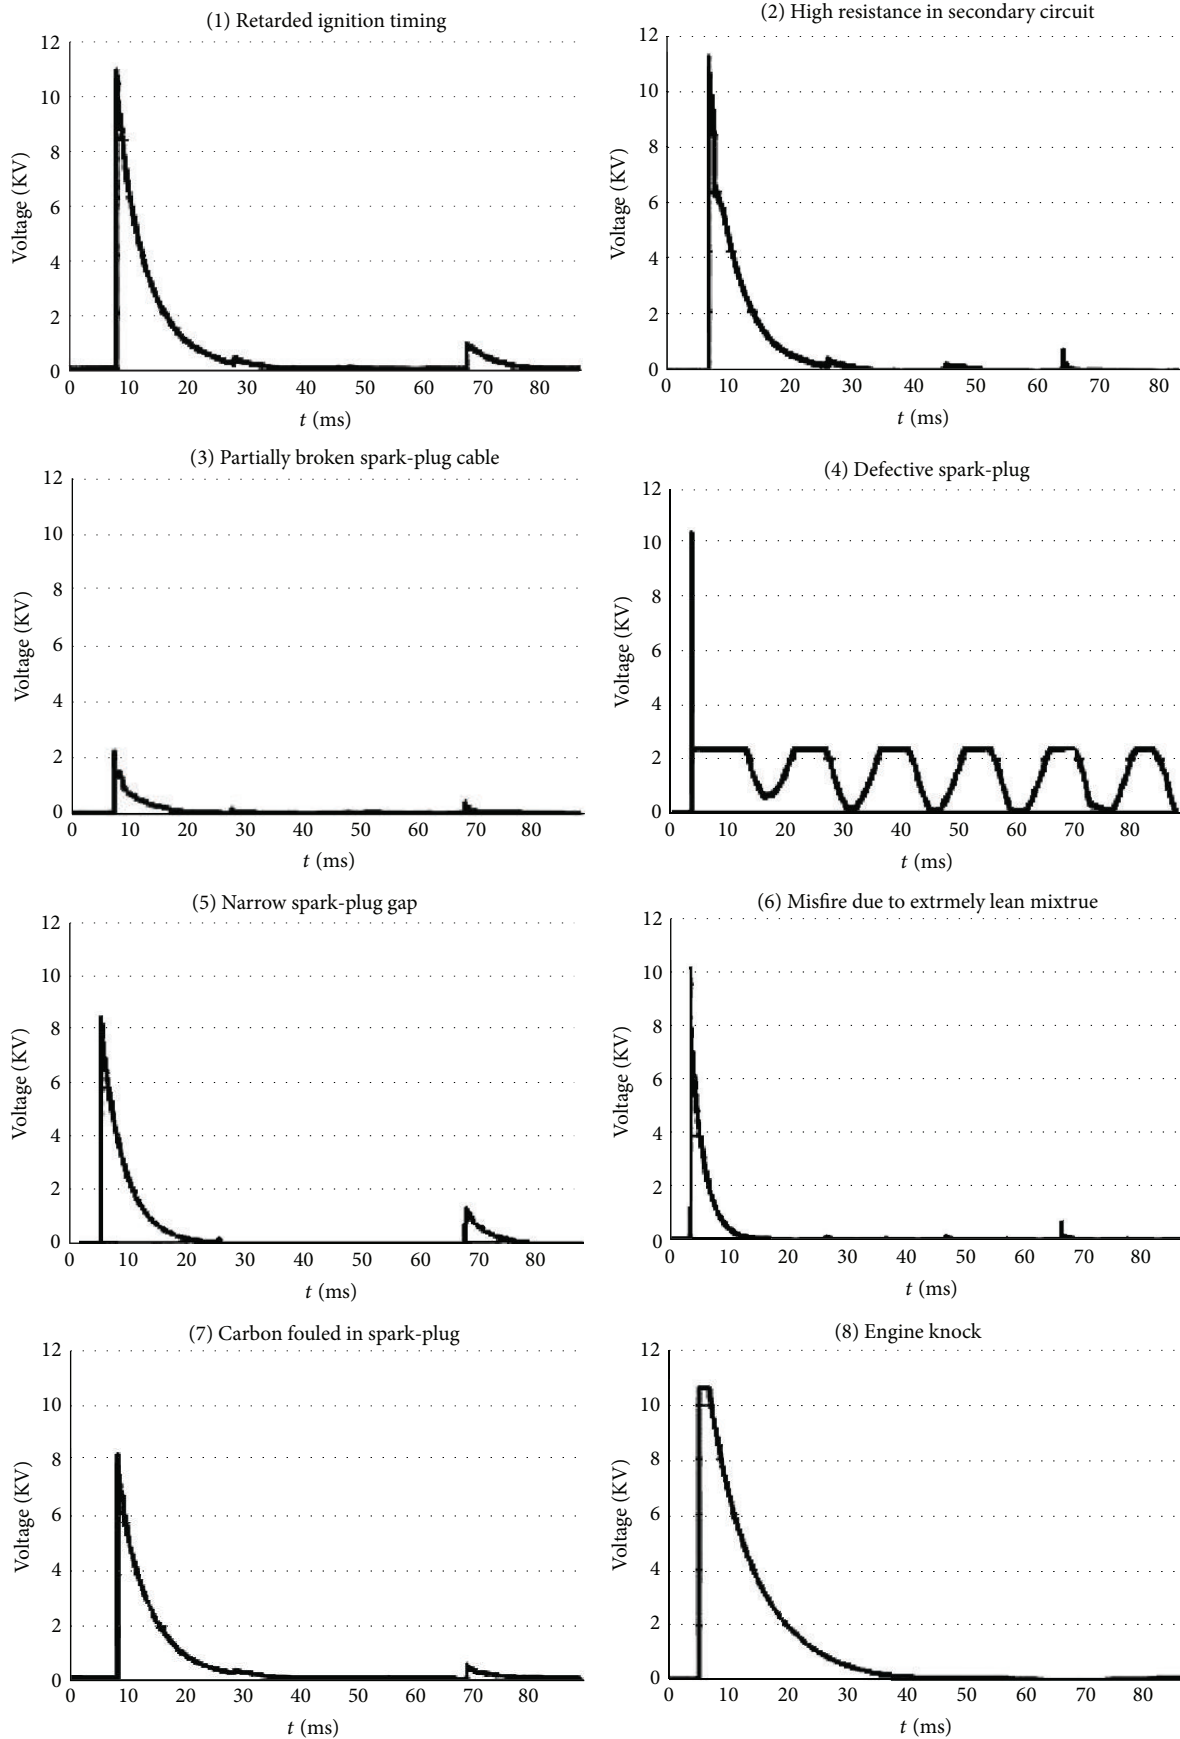 (1) Retarded ignition timing
12
10
8
6
4
2
0
Voltage (KV)
0 10 20 30 40 50 60 70 80
t (ms)
(2) High resistance in secondary circuit
12
10
8
6
4
2
0
Voltage (KV)
0 10 20 30 40 50 60 70 80
t (ms)
(3) Partially broken spark-plug cable
12
10
8
6
4
2
0
Voltage (KV)
0 10 20 30 40 50 60 70 80
t (ms)
(4) Defective spark-plug
12
10
8
6
4
2
0
Voltage (KV)
0 10 20 30 40 50 60 70 80
t (ms)
(5) Narrow spark-plug gap
12
10
8
6
4
2
0
Voltage (KV)
0 10 20 30 40 50 60 70 80
t (ms)
(6) Misfire due to extrmely lean mixtrue
12
10
8
6
4
2
0
Voltage (KV)
0 10 20 30 40 50 60 70 80
t (ms)
(7) Carbon fouled in spark-plug
12
10
8
6
4
2
0
Voltage (KV)
0 10 20 30 40 50 60 70 80
t (ms)
(8) Engine knock
12
10
8
6
4
2
0
Voltage (KV)
0 10 20 30 40 50 60 70 80
t (ms)